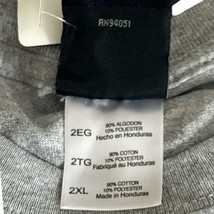 RN94051
2EG
90% ALGODON
10% POLYESTER
Hecho en Honduras
2TG
90% COTON
10% POLYESTER
Fabriqué au Honduras
2XL
90% COTTON
10% POLYESTER
Made in Honduras